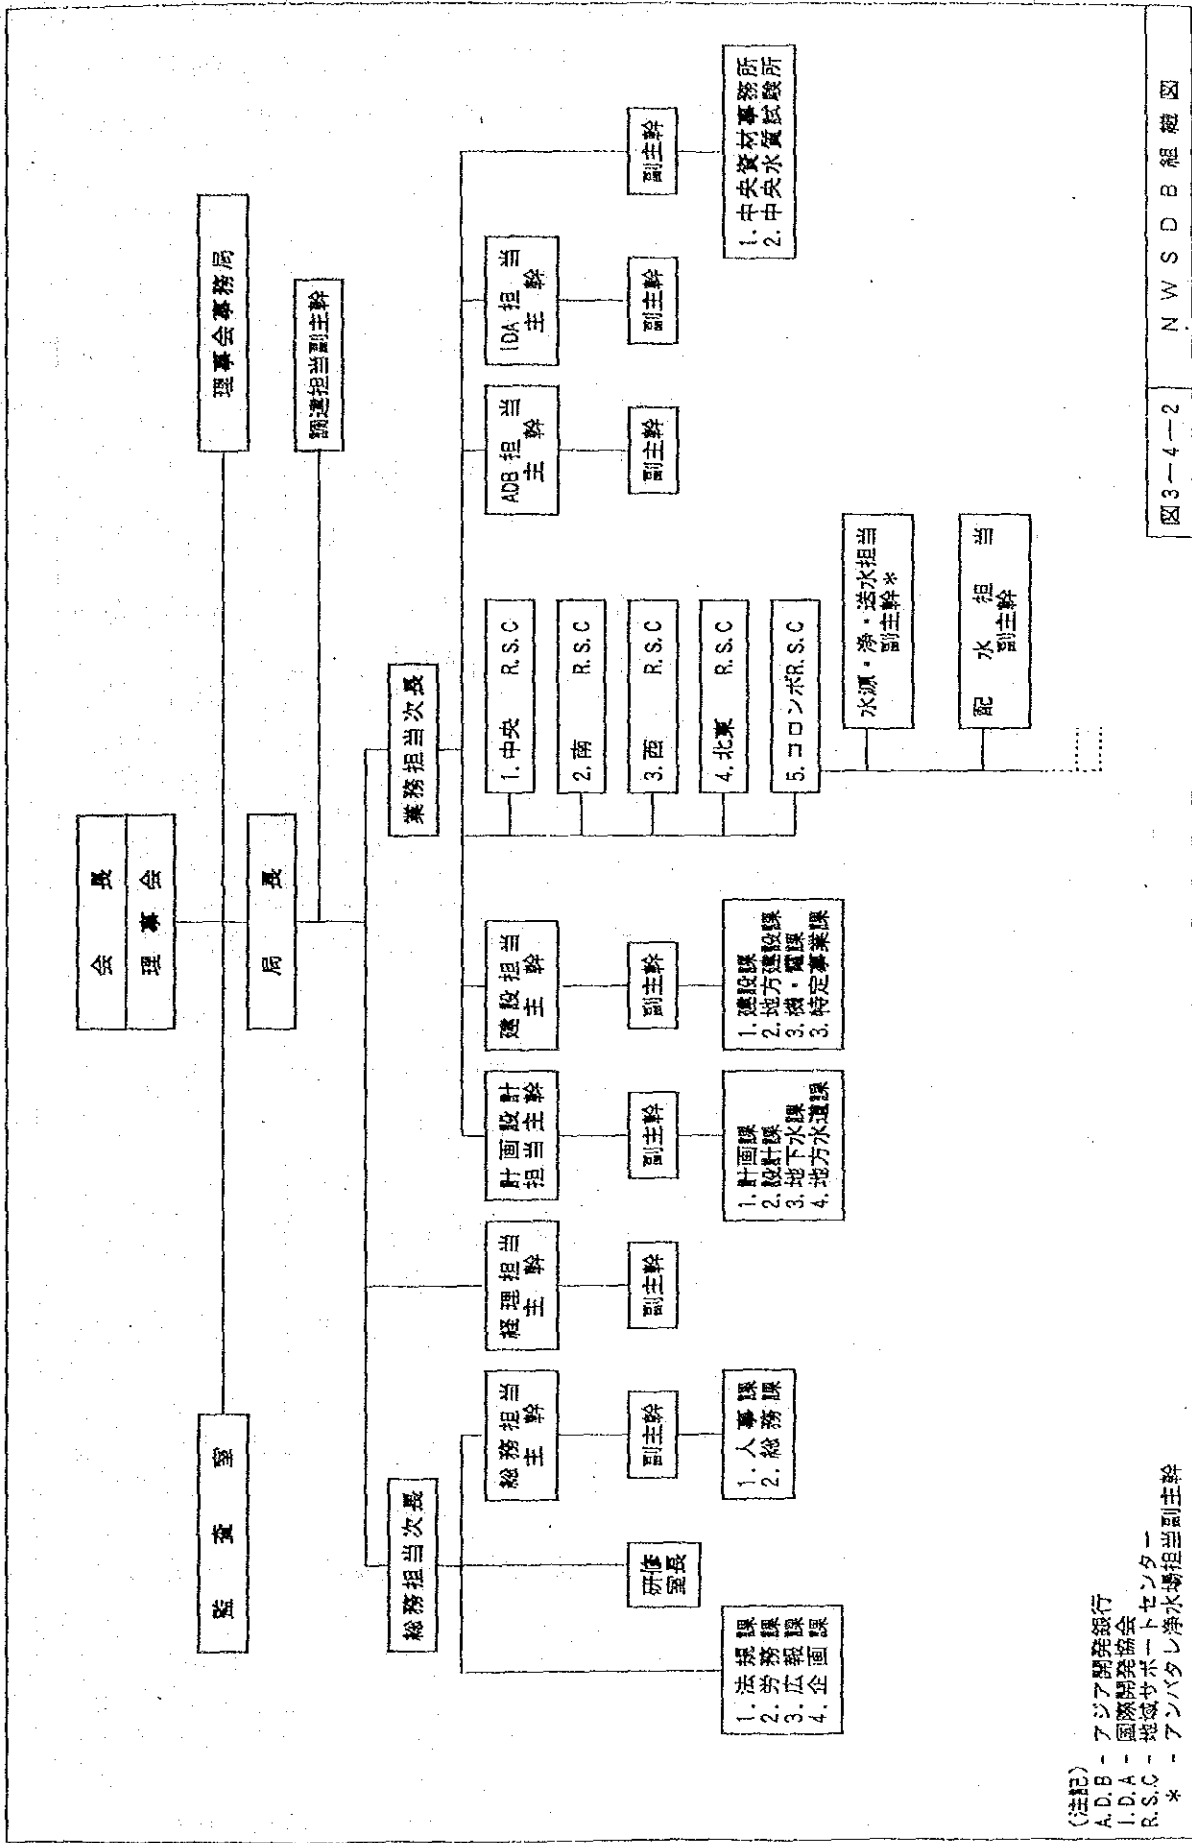 会長
理事会
監査室
理事会事務局
局長
調達担当副主幹
総務担当次長
業務担当次長
総務担当
主幹
経理担当
主幹
計画設計
担当主幹
建設担当
主幹
1. 中央 R.S.C
2. 南 R.S.C
3. 西 R.S.C
4. 北東 R.S.C
5. コロンボR.S.C
ADB担当
主幹
IDA担当
主幹
研修
室長
副主幹
副主幹
副主幹
副主幹
副主幹
副主幹
副主幹
1. 法規課
2. 労務課
3. 広報課
4. 企画課
1. 人事課
2. 総務課
1. 計画課
2. 設計課
3. 地下水課
4. 地方水道課
1. 建設課
2. 地方建設課
3. 機・電課
3. 特定事業課
1. 中央資材事務所
2. 中央水質試験所
水源・浄・送水担当
副主幹*
配水担当
副主幹
(注記)
A.D.B - アジア開発銀行
I.D.A - 国際開発協会
R.S.C - 地域サポートセンター
* - アンバタレ浄水場担当副主幹
図3-4-2 NWSDB組織図